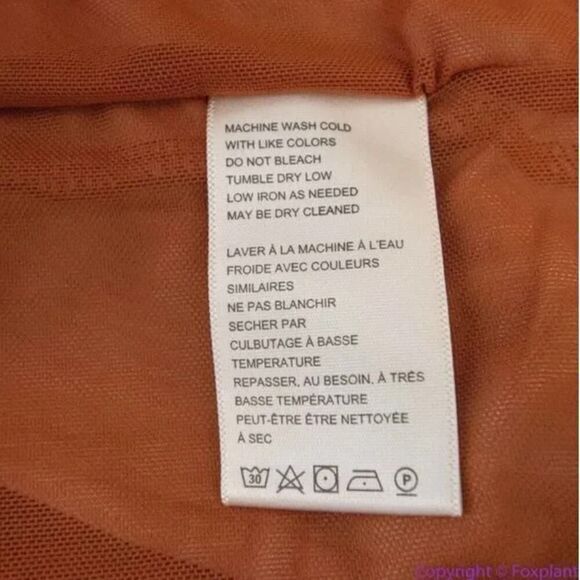 MACHINE WASH COLD
WITH LIKE COLORS
DO NOT BLEACH
TUMBLE DRY LOW
LOW IRON AS NEEDED
MAY BE DRY CLEANED
LAVER À LA MACHINE À L'EAU
FROIDE AVEC COULEURS
SIMILAIRES
NE PAS BLANCHIR
SECHER PAR
CULBUTAGE À BASSE
TEMPERATURE
REPASSER, AU BESOIN, À TRÉS
BASSE TEMPÉRATURE
PEUT-ÊTRE ÊTRE NETTOYÉE
À SEC
30 P
Copyright © Foxplant